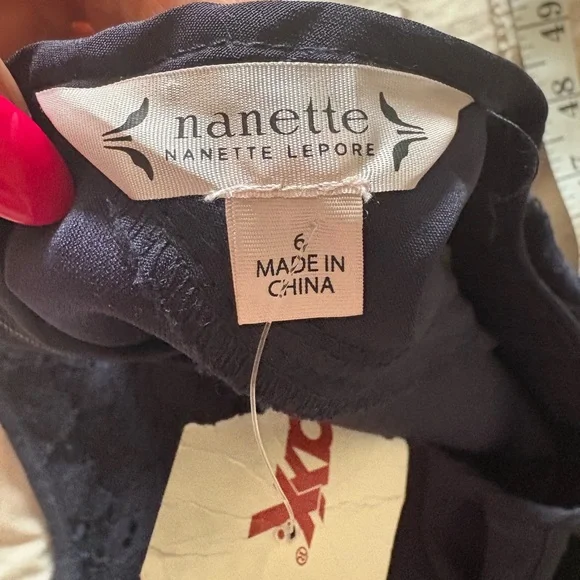 nanette
NANETTE LEPORE
6
MADE IN
CHINA
49
48
®